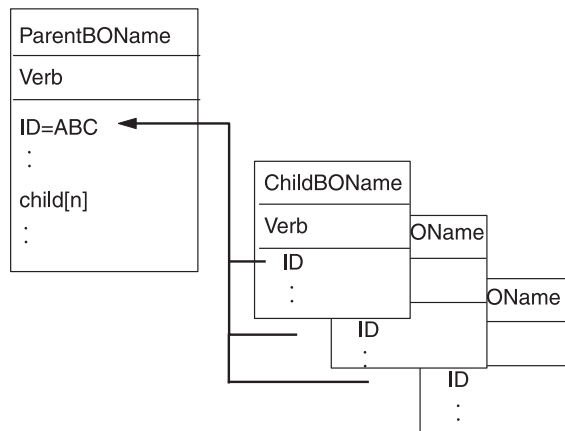 ParentBOName
Verb
ID=ABC
:
child[n]
:
ChildBOName
Verb
ID
:
OName
ID
:
OName
ID
: